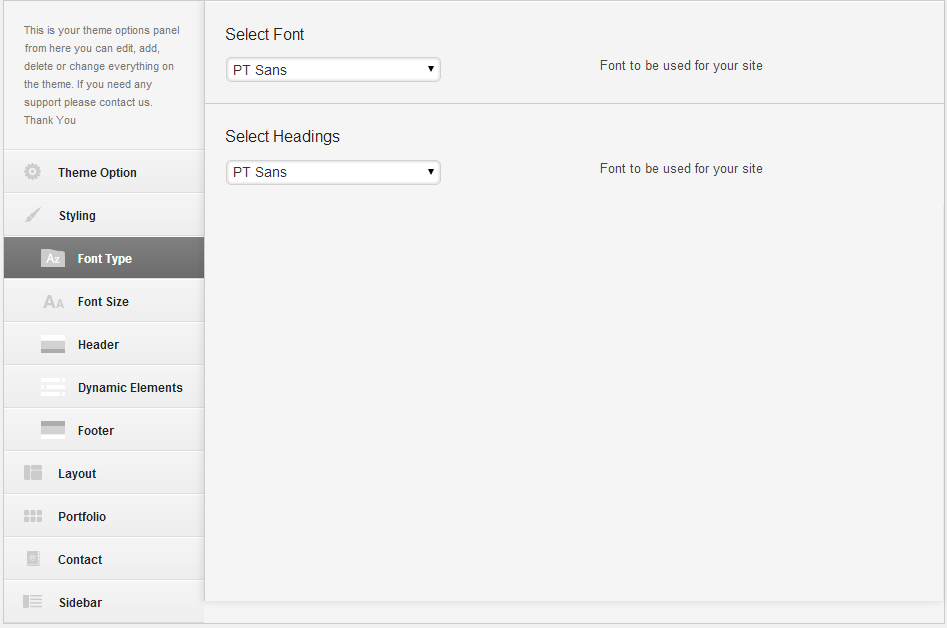 This is your theme options panel
from here you can edit, add,
delete or change everything on
the theme. If you need any
support please contact us.
Thank You
Theme Option
Styling
Az Font Type
AA Font Size
Header
Dynamic Elements
Footer
Layout
Portfolio
Contact
Sidebar
Select Font
PT Sans
Font to be used for your site
Select Headings
PT Sans
Font to be used for your site